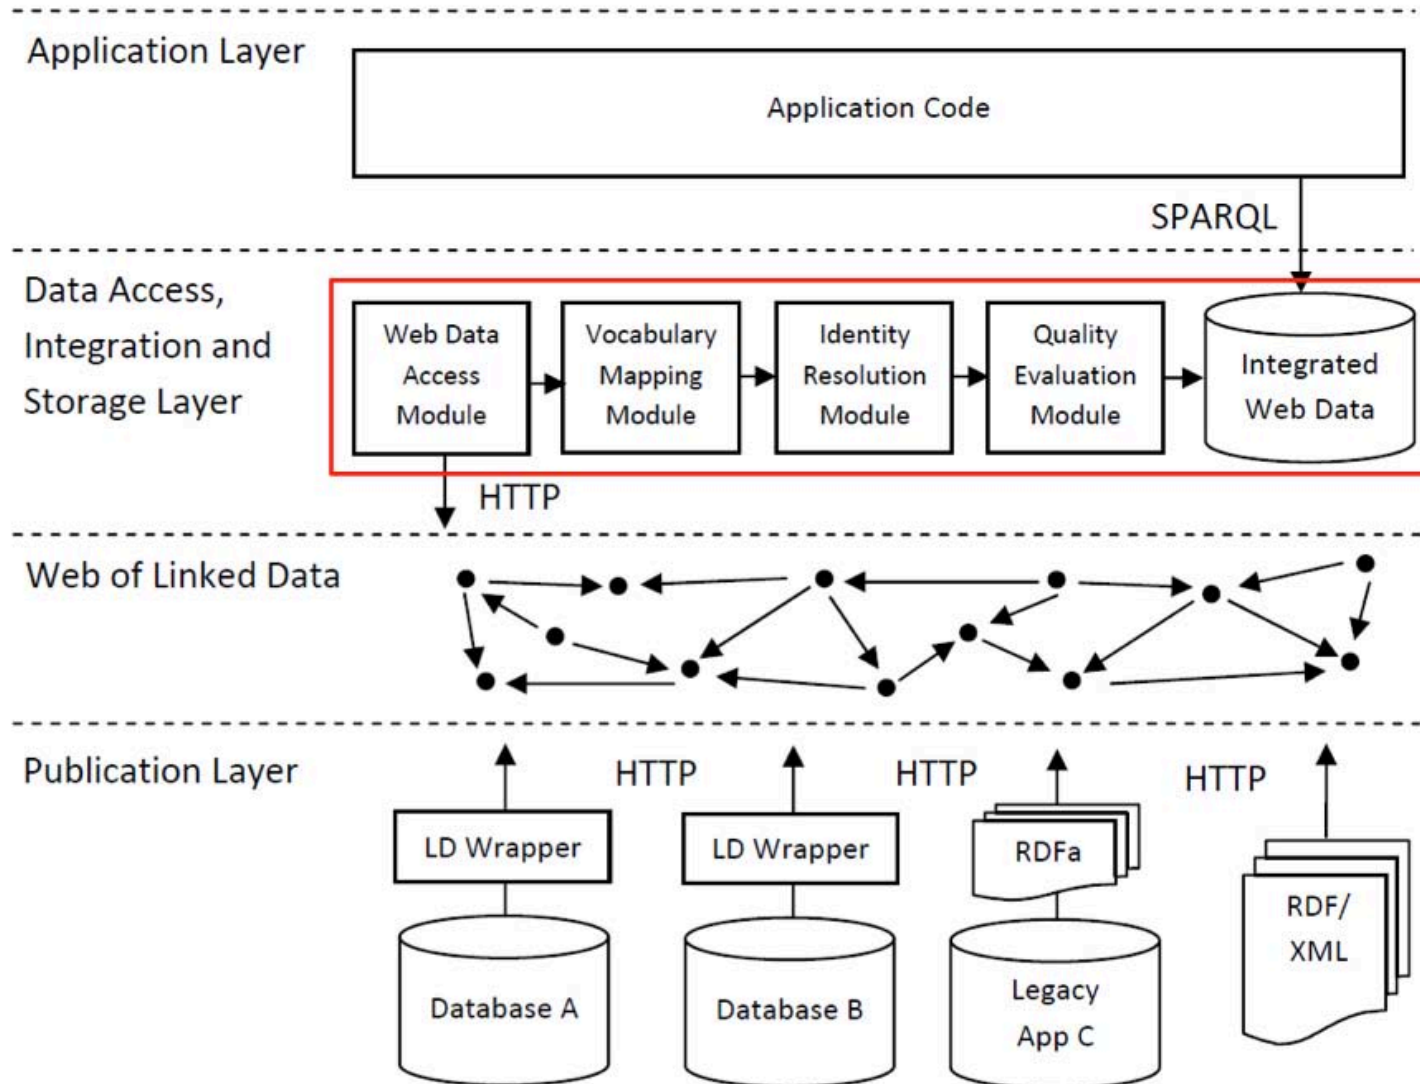 Application Layer
Application Code
SPARQL
Data Access,
Integration and
Storage Layer
Web Data
Access
Module
Vocabulary
Mapping
Module
Identity
Resolution
Module
Quality
Evaluation
Module
Integrated
Web Data
HTTP
Web of Linked Data
Publication Layer
HTTP
HTTP
HTTP
LD Wrapper
LD Wrapper
RDFa
RDF/
XML
Database A
Database B
Legacy
App C